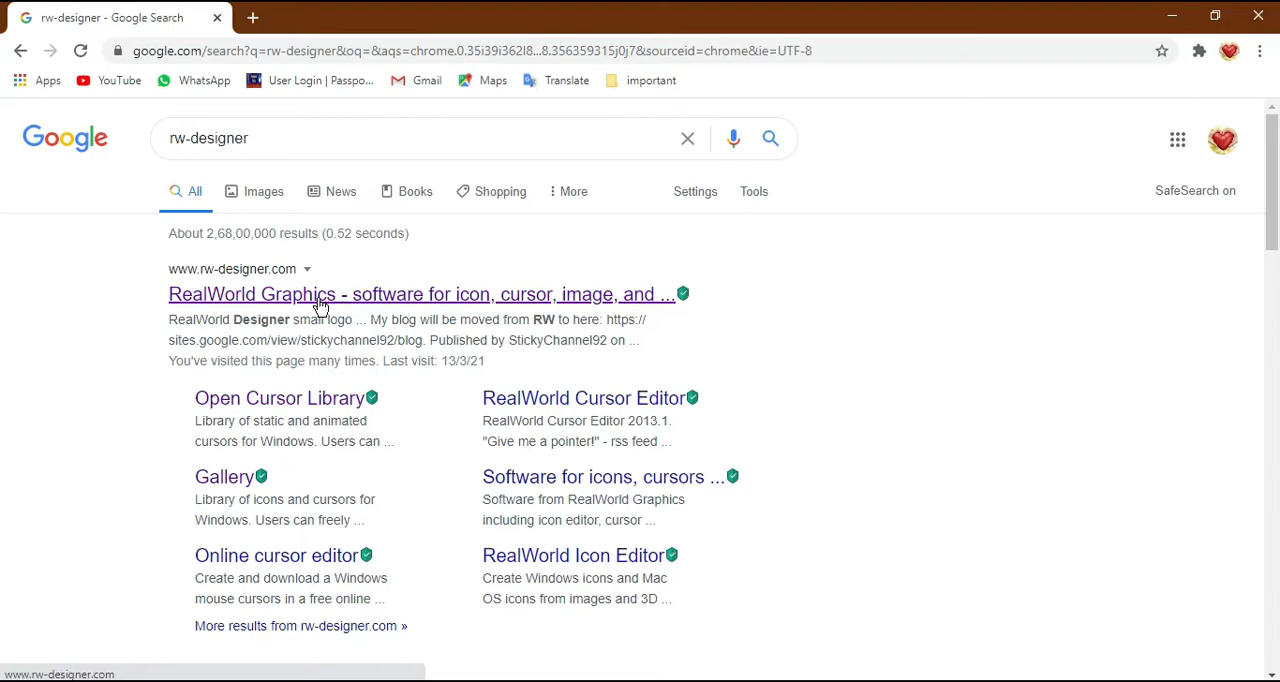 rw-designer - Google Search
google.com/search?q=rw-designer&oq=&aqs=chrome.0.35i39i362l8...8.356359315j0j7&sourceid=chrome&ie=UTF-8
Apps YouTube WhatsApp User Login | Passpo... Gmail Maps Translate important
Google rw-designer
All Images News Books Shopping More Settings Tools SafeSearch on
About 2,68,00,000 results (0.52 seconds)
www.rw-designer.com
RealWorld Graphics - software for icon, cursor, image, and ...
RealWorld Designer small logo ... My blog will be moved from RW to here: https://
sites.google.com/view/stickychannel92/blog. Published by StickyChannel92 on ...
You've visited this page many times. Last visit: 13/3/21
Open Cursor Library
Library of static and animated
cursors for Windows. Users can ...
RealWorld Cursor Editor
RealWorld Cursor Editor 2013.1.
"Give me a pointer!" - rss feed ...
Gallery
Library of icons and cursors for
Windows. Users can freely ...
Software for icons, cursors ...
Software from RealWorld Graphics
including icon editor, cursor ...
Online cursor editor
Create and download a Windows
mouse cursors in a free online ...
RealWorld Icon Editor
Create Windows icons and Mac
OS icons from images and 3D ...
More results from rw-designer.com »
www.rw-designer.com